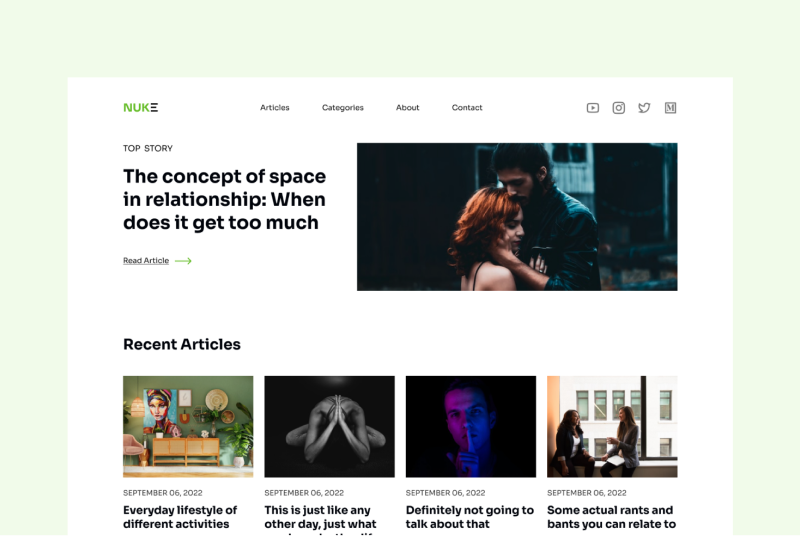 NUKE
Articles Categories About Contact
TOP STORY
The concept of space
in relationship: When
does it get too much
Read Article
Recent Articles
SEPTEMBER 06, 2022
Everyday lifestyle of
different activities
SEPTEMBER 06, 2022
This is just like any
other day, just what
SEPTEMBER 06, 2022
Definitely not going to
talk about that
SEPTEMBER 06, 2022
Some actual rants and
bants you can relate to